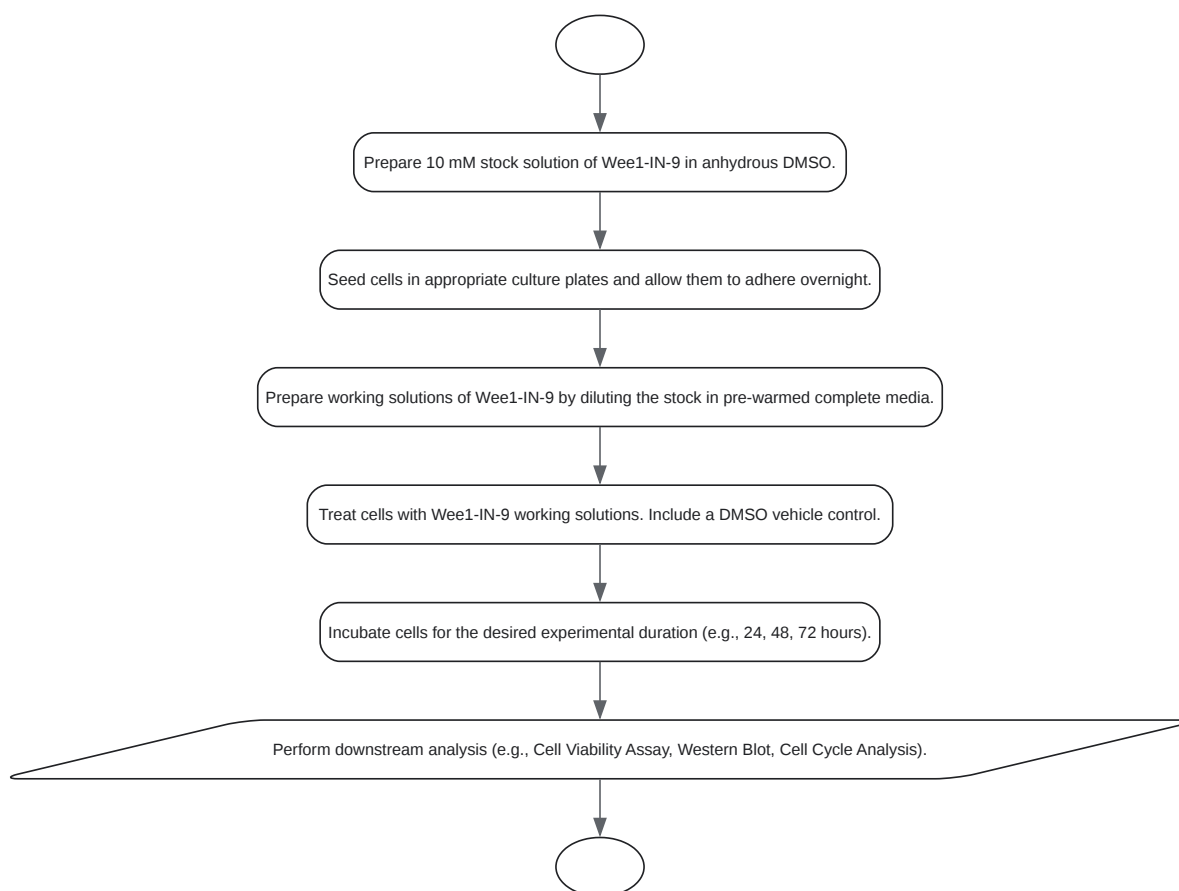 Prepare 10 mM stock solution of Wee1-IN-9 in anhydrous DMSO.
Seed cells in appropriate culture plates and allow them to adhere overnight.
Prepare working solutions of Wee1-IN-9 by diluting the stock in pre-warmed complete media.
Treat cells with Wee1-IN-9 working solutions. Include a DMSO vehicle control.
Incubate cells for the desired experimental duration (e.g., 24, 48, 72 hours).
Perform downstream analysis (e.g., Cell Viability Assay, Western Blot, Cell Cycle Analysis).